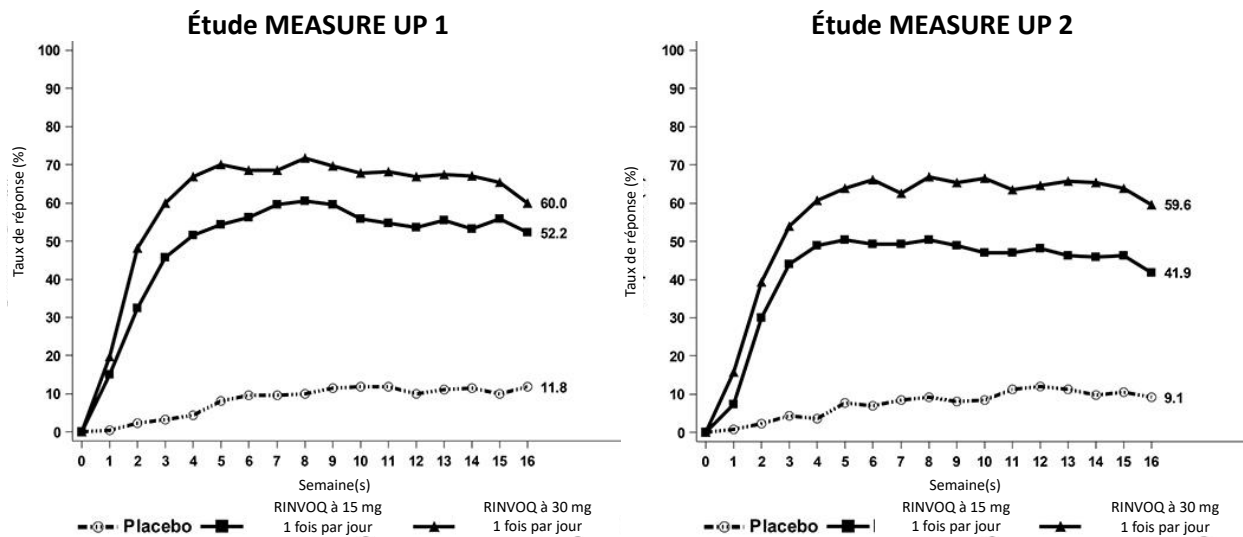 Étude MEASURE UP 1
100
90
80
70
60
50
40
30
20
10
0
Taux de réponse (%)
60.0
52.2
11.8
0 1 2 3 4 5 6 7 8 9 10 11 12 13 14 15 16
Semaine(s)
Placebo
RINVOQ à 15 mg
1 fois par jour
RINVOQ à 30 mg
1 fois par jour
Étude MEASURE UP 2
100
90
80
70
60
50
40
30
20
10
0
Taux de réponse (%)
59.6
41.9
9.1
0 1 2 3 4 5 6 7 8 9 10 11 12 13 14 15 16
Semaine(s)
Placebo
RINVOQ à 15 mg
1 fois par jour
RINVOQ à 30 mg
1 fois par jour